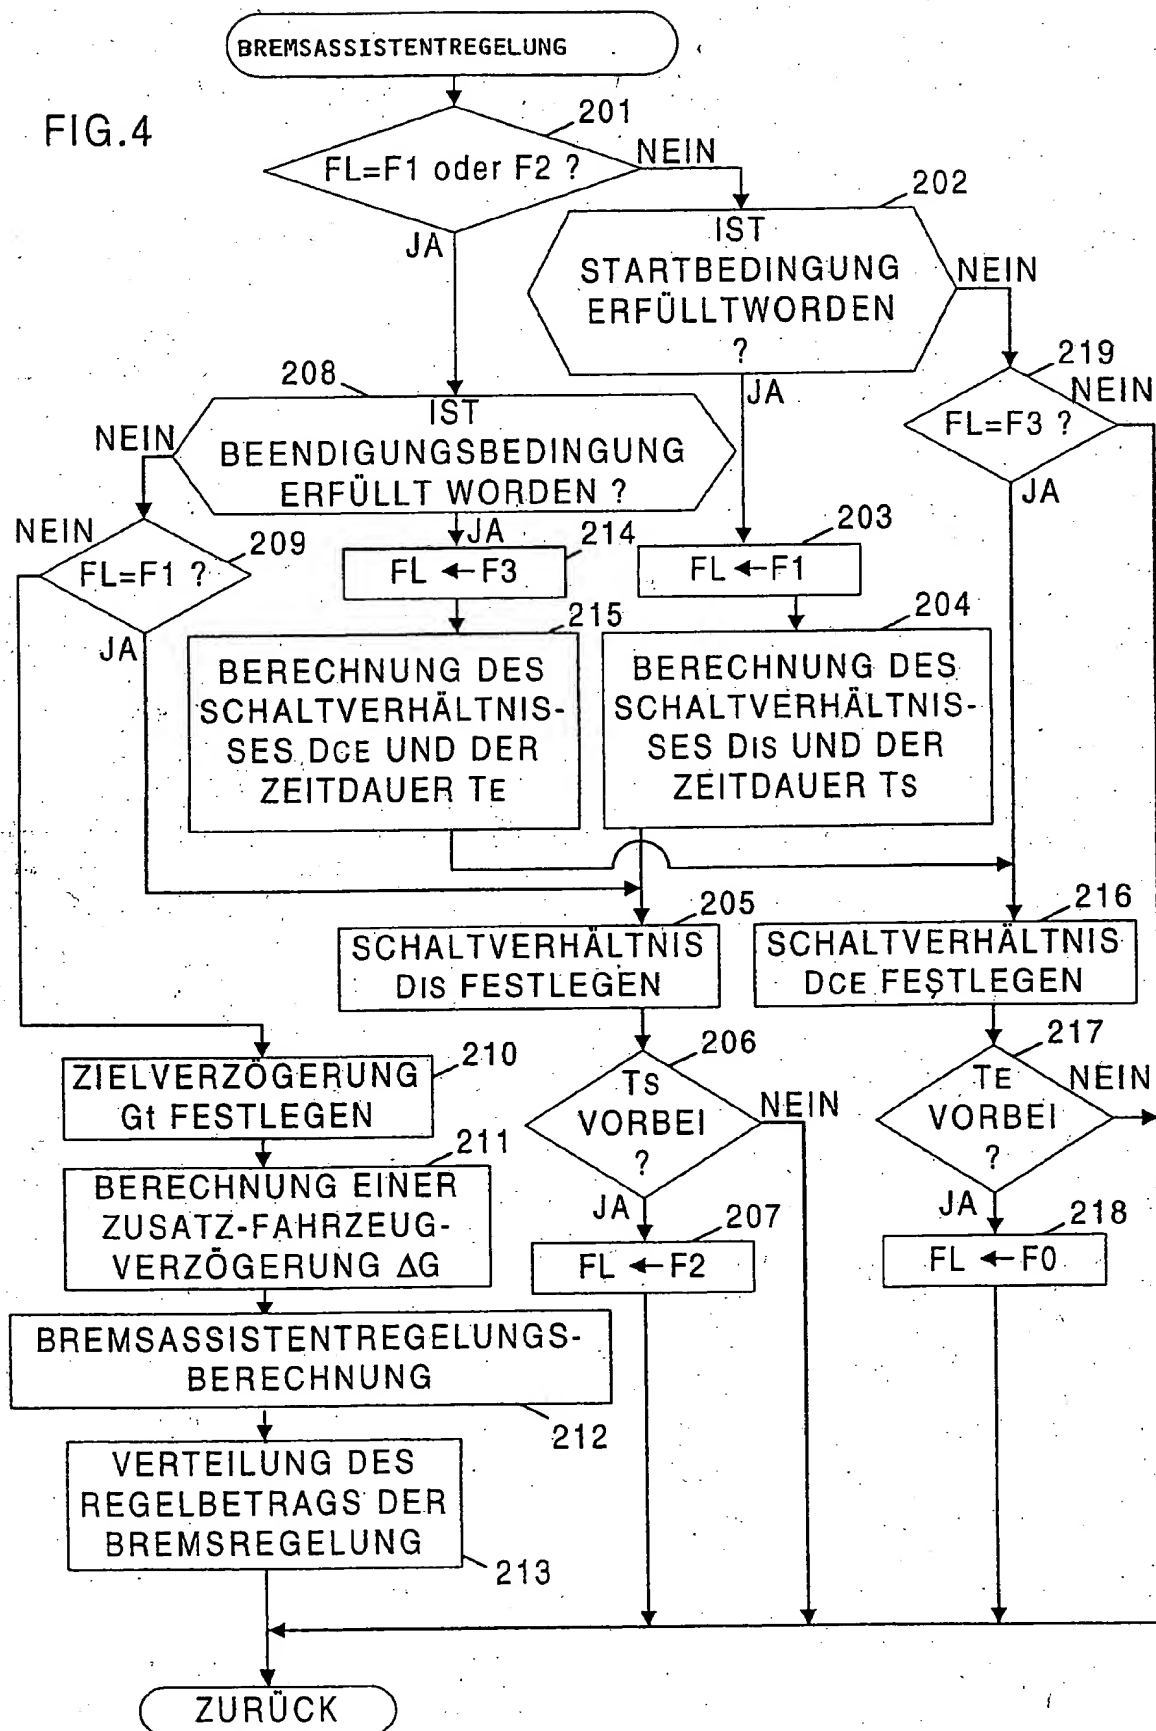 BREMSASSISTENTREGELUNG
FIG.4
201
FL=F1 oder F2 ?
NEIN
JA
202
IST
STARTBEDINGUNG
ERFÜLLTWORDEN
?
NEIN
JA
219
NEIN
FL=F3 ?
JA
208
IST
BEENDIGUNGSBEDINGUNG
ERFÜLLT WORDEN ?
NEIN
JA
NEIN
209
FL=F1 ?
JA
214
FL ←F3
203
FL ←F1
215
BERECHNUNG DES
SCHALTVERHÄLTNIS-
SES DCE UND DER
ZEITDAUER TE
204
BERECHNUNG DES
SCHALTVERHÄLTNIS-
SES DIS UND DER
ZEITDAUER TS
205
SCHALTVERHÄLTNIS
DIS FESTLEGEN
216
SCHALTVERHÄLTNIS
DCE FESTLEGEN
206
TS
VORBEI
?
NEIN
JA
217
TE
VORBEI
?
NEIN
JA
210
ZIELVERZÖGERUNG
Gt FESTLEGEN
211
BERECHNUNG EINER
ZUSATZ-FAHRZEUG-
VERZÖGERUNG ΔG
207
FL ←F2
218
FL ←F0
BREMSASSISTENTREGELUNGS-
BERECHNUNG
212
VERTEILUNG DES
REGELBETRAGS DER
BREMSREGELUNG
213
ZURÜCK